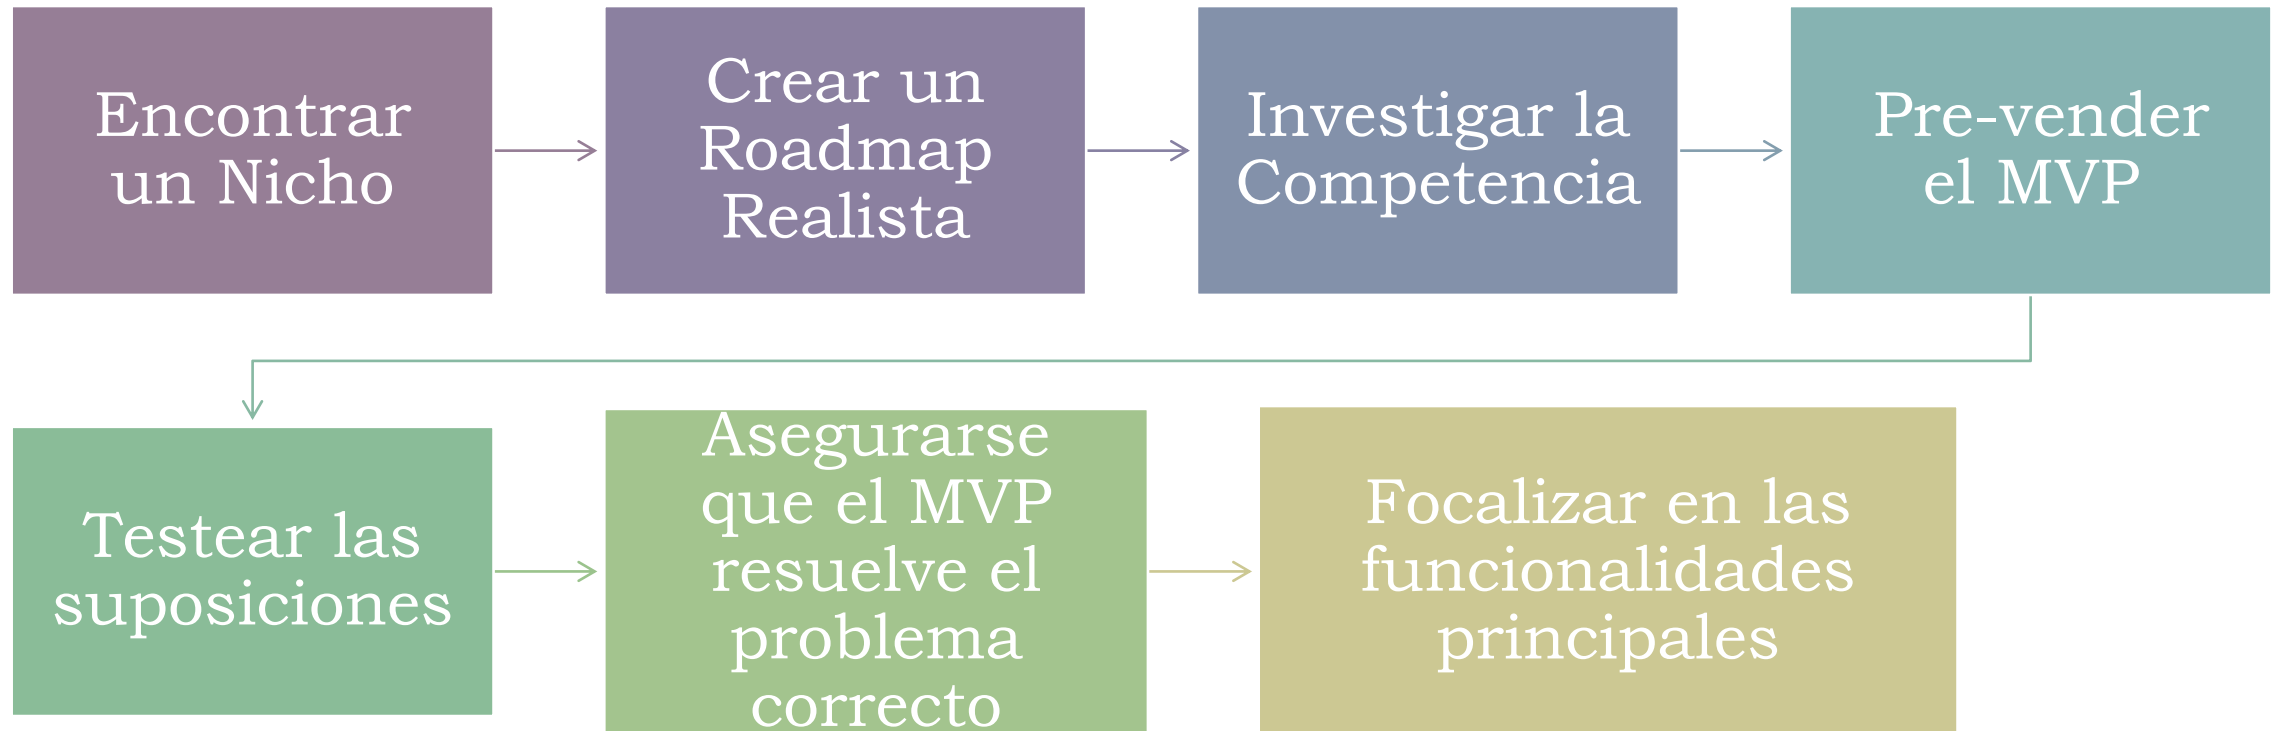 Encontrar
un Nicho
Crear un
Roadmap
Realista
Investigar la
Competencia
Pre-vender
el MVP
Testear las
suposiciones
Asegurarse
que el MVP
resuelve el
problema
correcto
Focalizar en las
funcionalidades
principales